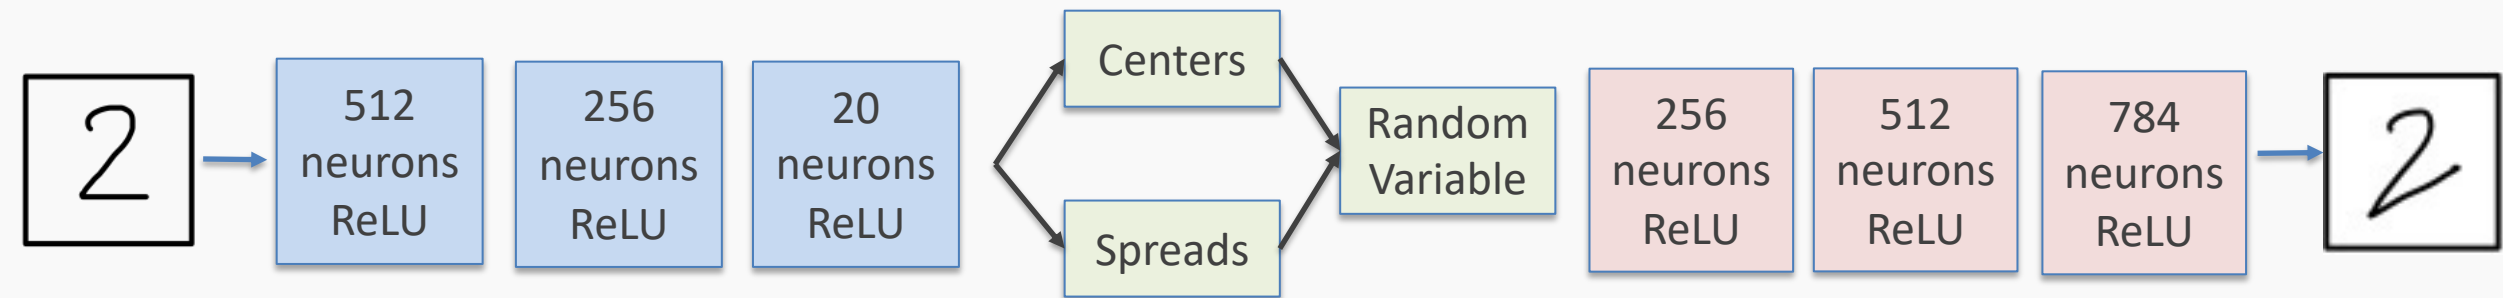 2
512
neurons
ReLU
256
neurons
ReLU
20
neurons
ReLU
Centers
Spreads
Random
Variable
256
neurons
ReLU
512
neurons
ReLU
784
neurons
ReLU
2